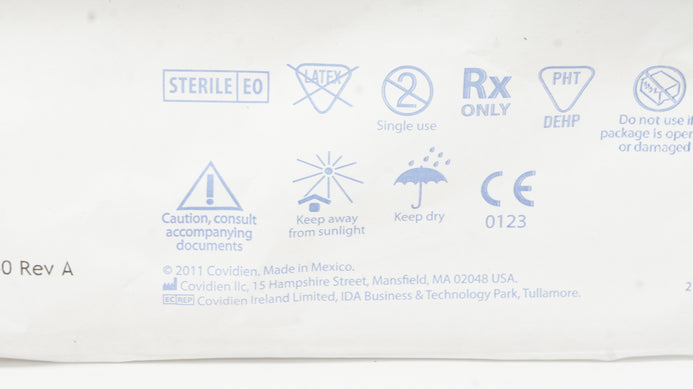 STERILE EO
LATEX
2
Single use
Rx
ONLY
PHT
DEHP
Do not use if
package is open
or damaged
Caution, consult
accompanying
documents
Keep away
from sunlight
Keep dry
CE
0123
0 Rev A
© 2011 Covidien. Made in Mexico.
Covidien llc, 15 Hampshire Street, Mansfield, MA 02048 USA.
EC REP Covidien Ireland Limited, IDA Business & Technology Park, Tullamore.
2